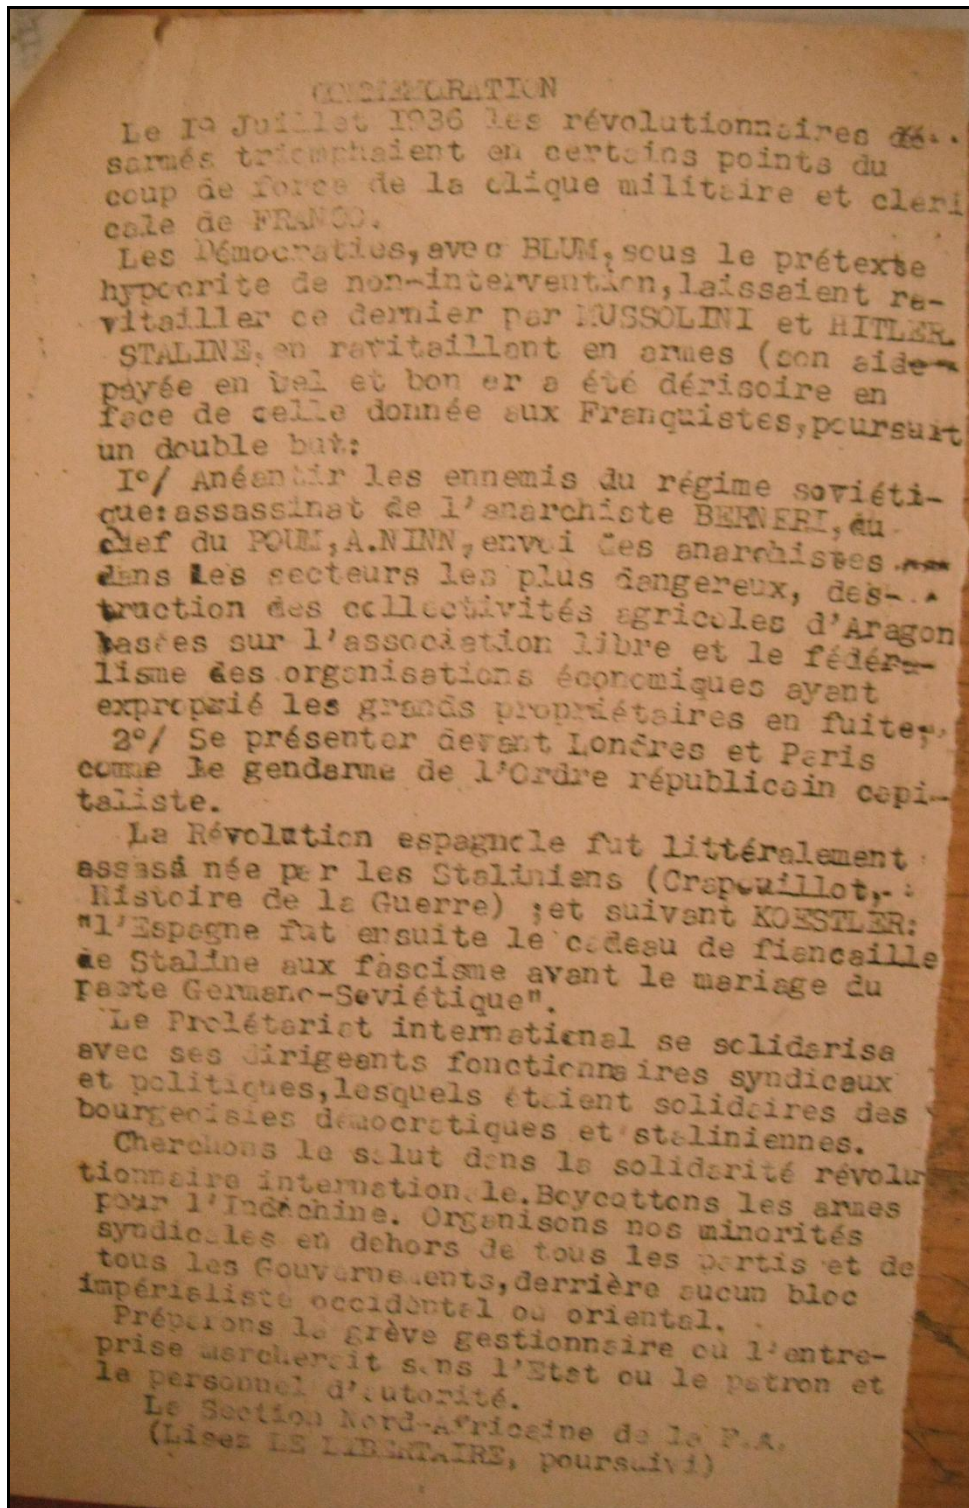 COMMEMORATION
Le I9 Juillet I936 les révolutionnaires dé-
sarmés triomphaient en certains points du
coup de force de la clique militaire et cléri
cale de FRANCO.
Les Démocraties,avec BLUM,sous le prétexte
hypocrite de non-intervention,laissaient ra-
vitailler ce dernier par MUSSOLINI et HITLER.
STALINE,en ravitaillant en armes (son aide
payée en bel et bon or a été dérisoire en
face de celle donnée aux Franquistes,poursuit
un double but:
I°/ Anéantir les ennemis du régime soviéti-
que:assassinat de l'anarchiste BERNERI,du
chef du POUM,A.NINN,envoi des anarchistes
dans les secteurs les plus dangereux, des-
truction des collectivités agricoles d'Aragon
basées sur l'association libre et le fédéra-
lisme des organisations économiques ayant
exproprié les grands propriétaires en fuite;
2°/ Se présenter devant Londres et Paris
comme le gendarme de l'Ordre républicain capi-
taliste.
La Révolution espagnole fut littéralement
assassi née par les Staliniens (Crapouillot,
Histoire de la Guerre) ;et suivant KOESTLER:
"l'Espagne fut ensuite le cadeau de fiancaille
de Staline aux fascisme avant le mariage du
pacte Germano-Soviétique".
Le Prolétariat international se solidarisa
avec ses dirigeants fonctionna ires syndicaux
et politiques,lesquels étaient solidaires des
bourgeoisies démocratiques et staliniennes.
Cherchons le salut dans la solidarité révolu
tionnaire internationale.Boycottons les armes
pour l'Indochine. Organisons nos minorités
syndicales en dehors de tous les partis et de
tous les Gouvernements,derrière aucun bloc
impérialiste occidental ou oriental.
Préparons la grève gestionnaire où l'entre-
prise marcherait sans l'Etat ou le patron et
le personnel d'autorité.
La Section Nord-Africaine de la F.A.
(Lisez LE LIBERTAIRE, poursuivi)